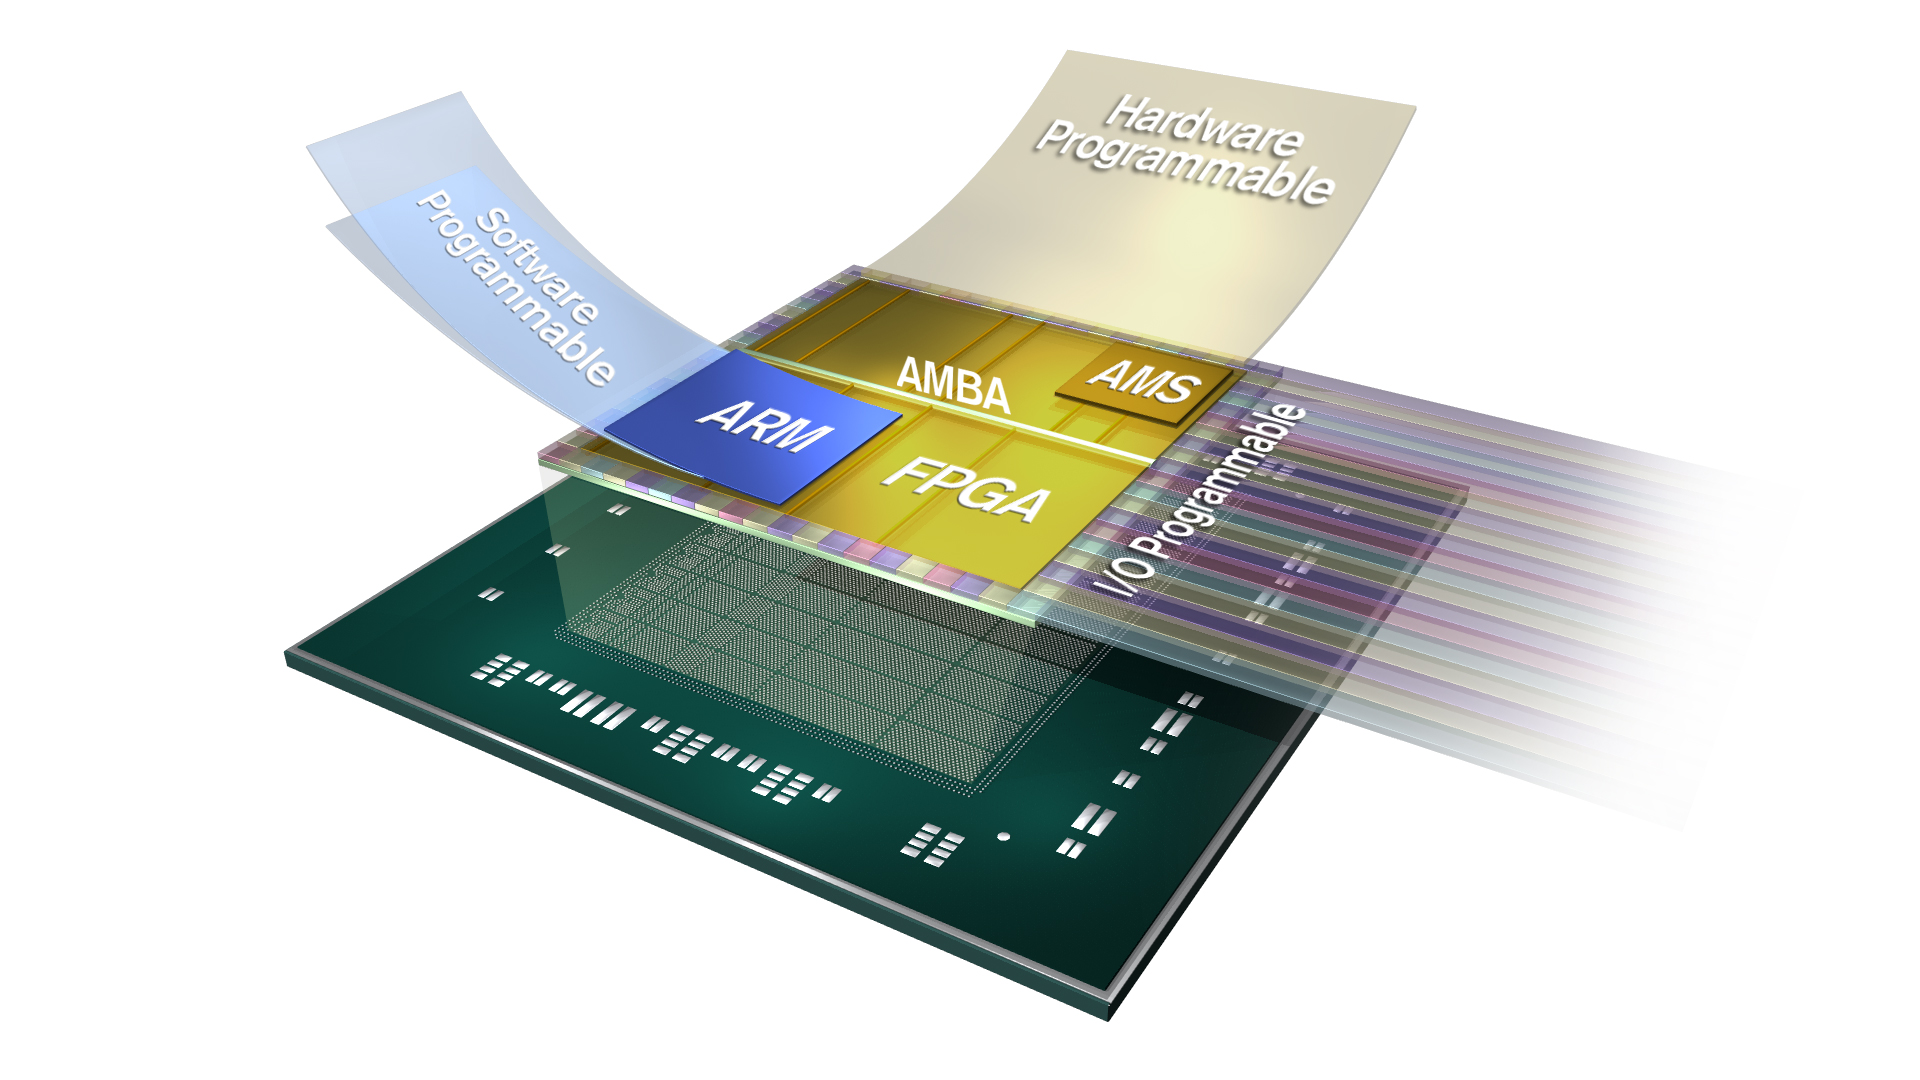 Hardware
Programmable
Software
Programmable
AMBA
AMS
ARM
FPGA
I/O Programmable